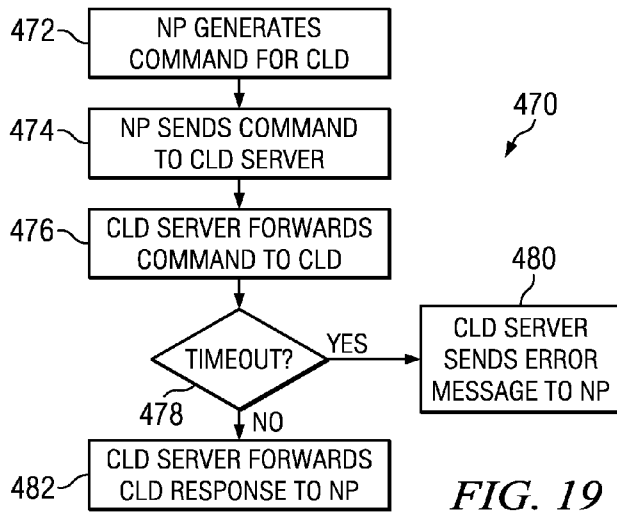 472
NP GENERATES
COMMAND FOR CLD
474
NP SENDS COMMAND
TO CLD SERVER
470
476
CLD SERVER FORWARDS
COMMAND TO CLD
480
TIMEOUT?
YES
CLD SERVER
SENDS ERROR
MESSAGE TO NP
478
NO
482
CLD SERVER FORWARDS
CLD RESPONSE TO NP
FIG. 19